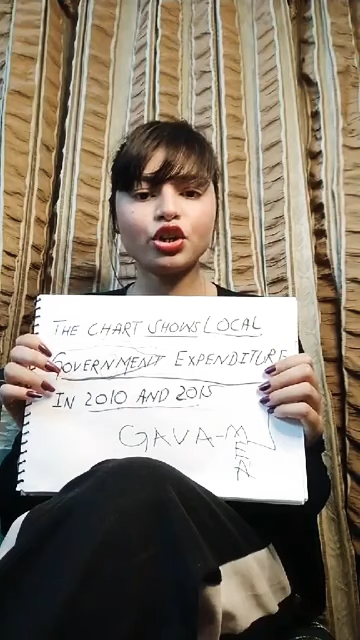 THE CHART SHOWS LOCAL
GOVERNMENT EXPENDITURE
IN 2010 AND 2015
GAVA-